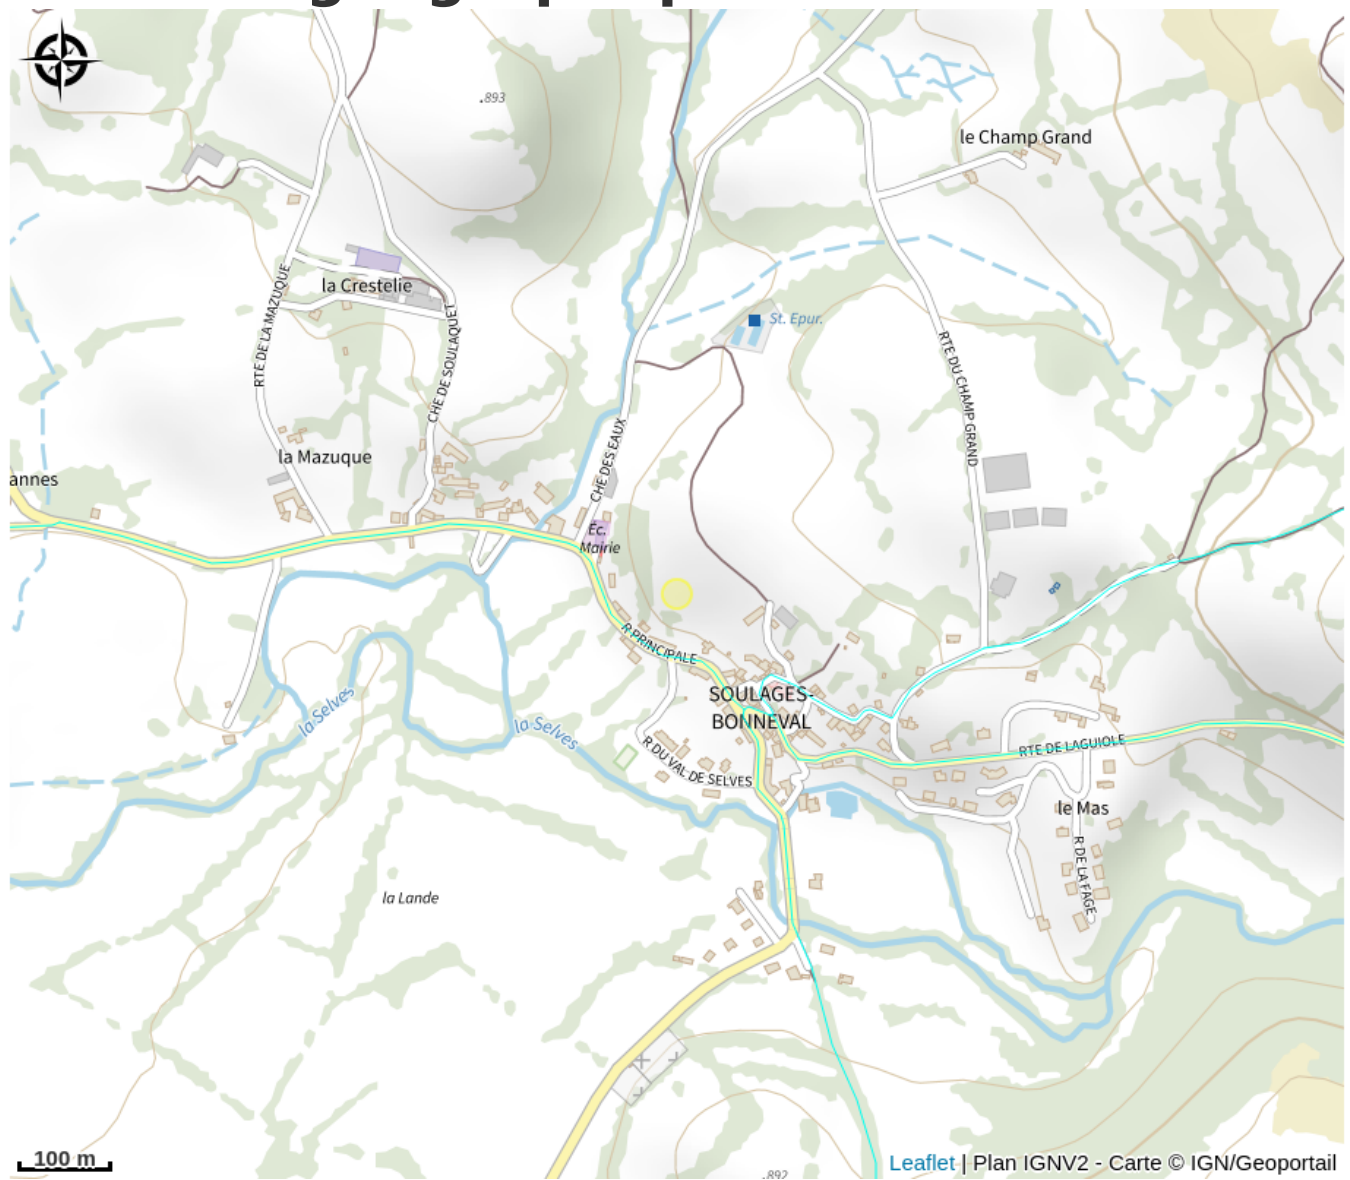 893
le Champ Grand
la Crestelie
RTE DE LA MAZUQUE
CHE DE SOULAQUET
St. Epur.
RTE DU CHAMP GRAND
la Mazuque
annes
CHE DES EAUX
Éc.
Mairie
R PRINCIPALE
SOULAGES-
BONNEVAL
la Selves
la Selves
R DU VAL DE SELVES
RTE DE LAGUIOLE
le Mas
R DE LA FAGE
la Lande
100 m
892
Leaflet | Plan IGNV2 - Carte © IGN/Geoportail